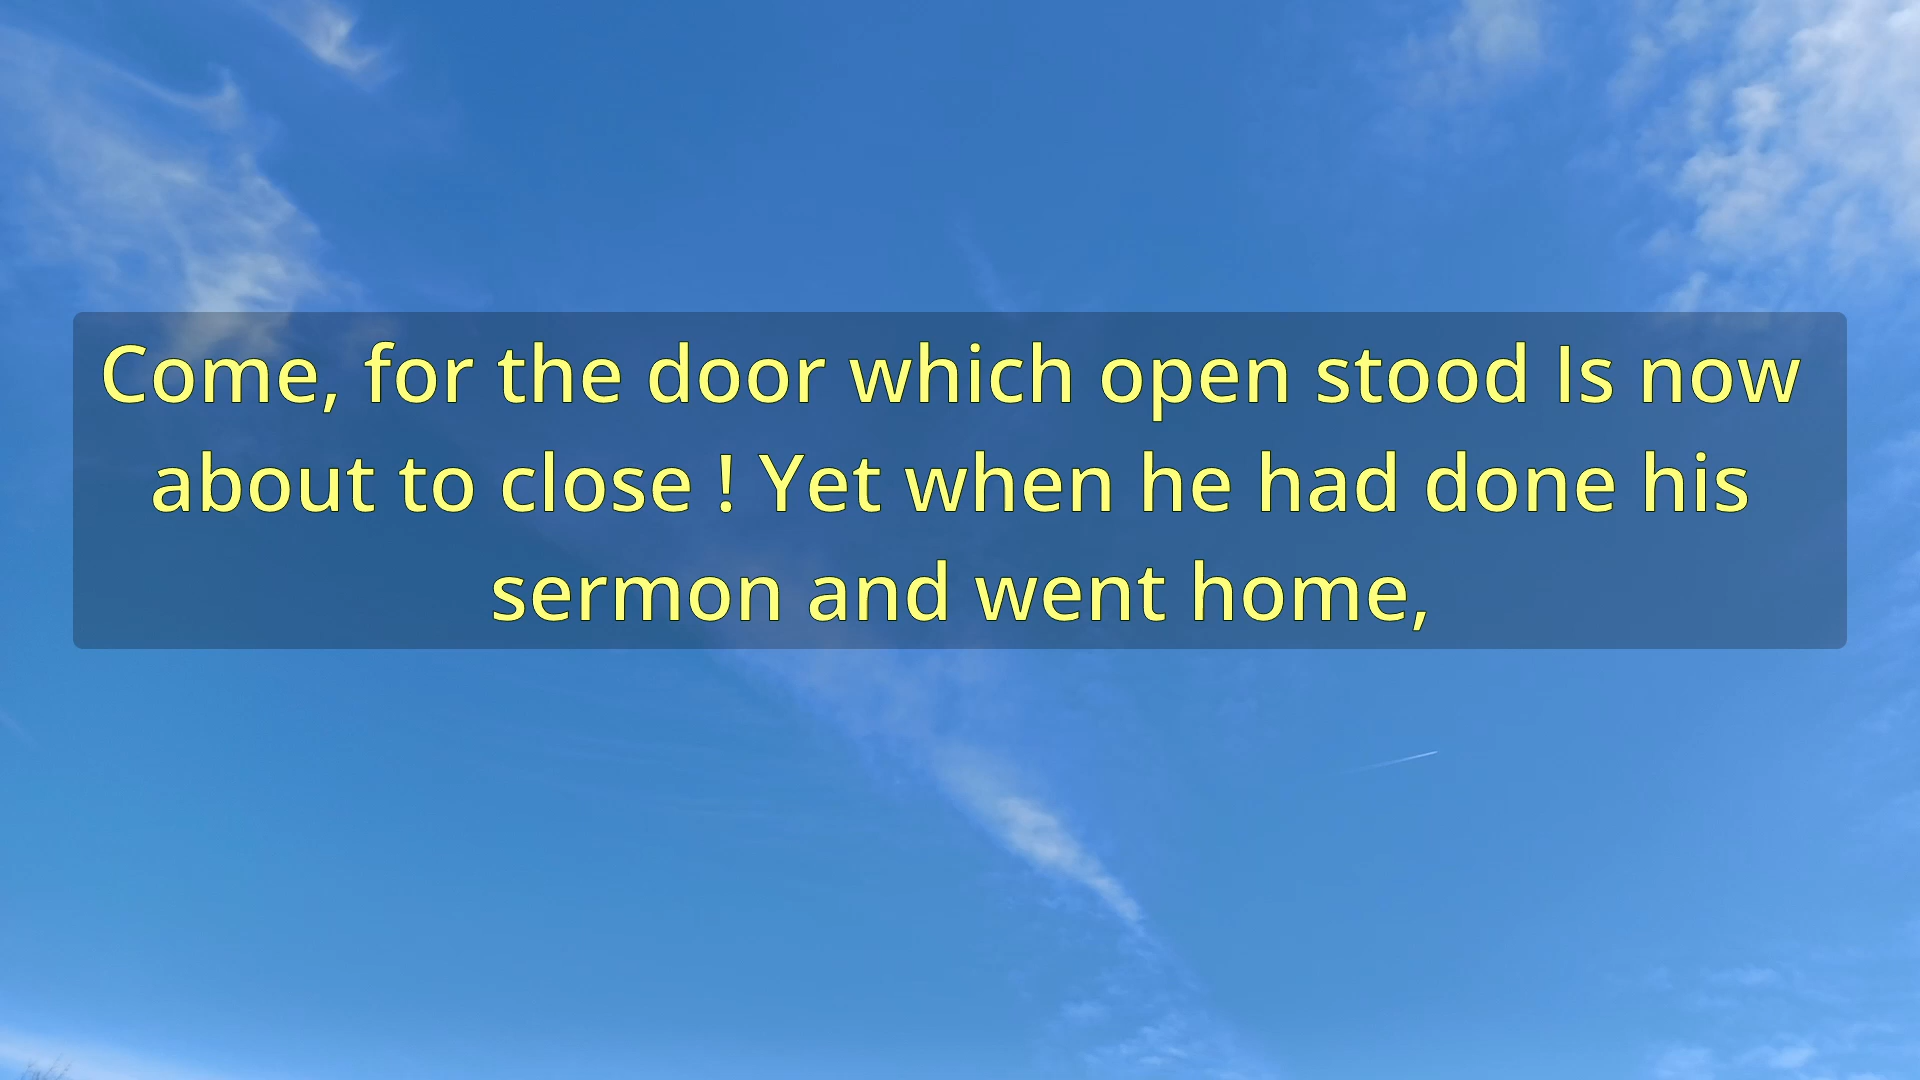 Come, for the door which open stood Is now
about to close ! Yet when he had done his
sermon and went home,